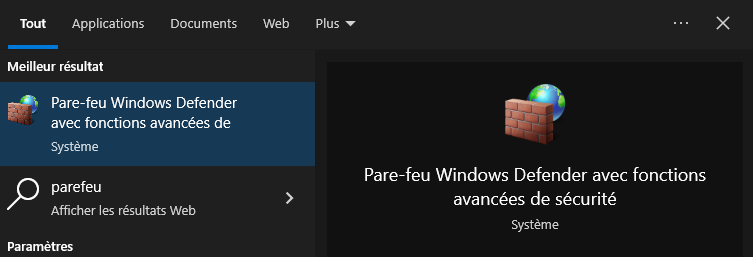 Tout Applications Documents Web Plus
Meilleur résultat
Pare-feu Windows Defender
avec fonctions avancées de
Système
parefeu
Afficher les résultats Web
Paramètres
Pare-feu Windows Defender avec fonctions
avancées de sécurité
Système